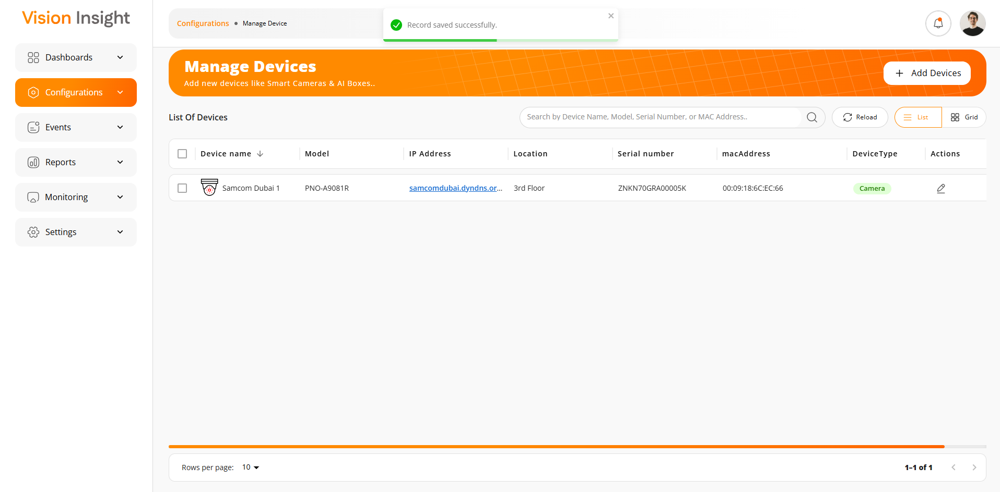 Vision Insight
Configurations • Manage Device
Record saved successfully.
Dashboards
Configurations
Events
Reports
Monitoring
Settings
Manage Devices
Add new devices like Smart Cameras & AI Boxes..
Add Devices
List Of Devices
Search by Device Name, Model, Serial Number, or MAC Address..
Reload
List
Grid
Device name Model IP Address Location Serial number macAddress DeviceType Actions
Samcom Dubai 1 PNO-A9081R samcomdubai.dyndns.or... 3rd Floor ZNKN70GRA00005K 00:09:18:6C:EC:66 Camera
Rows per page: 10
1–1 of 1